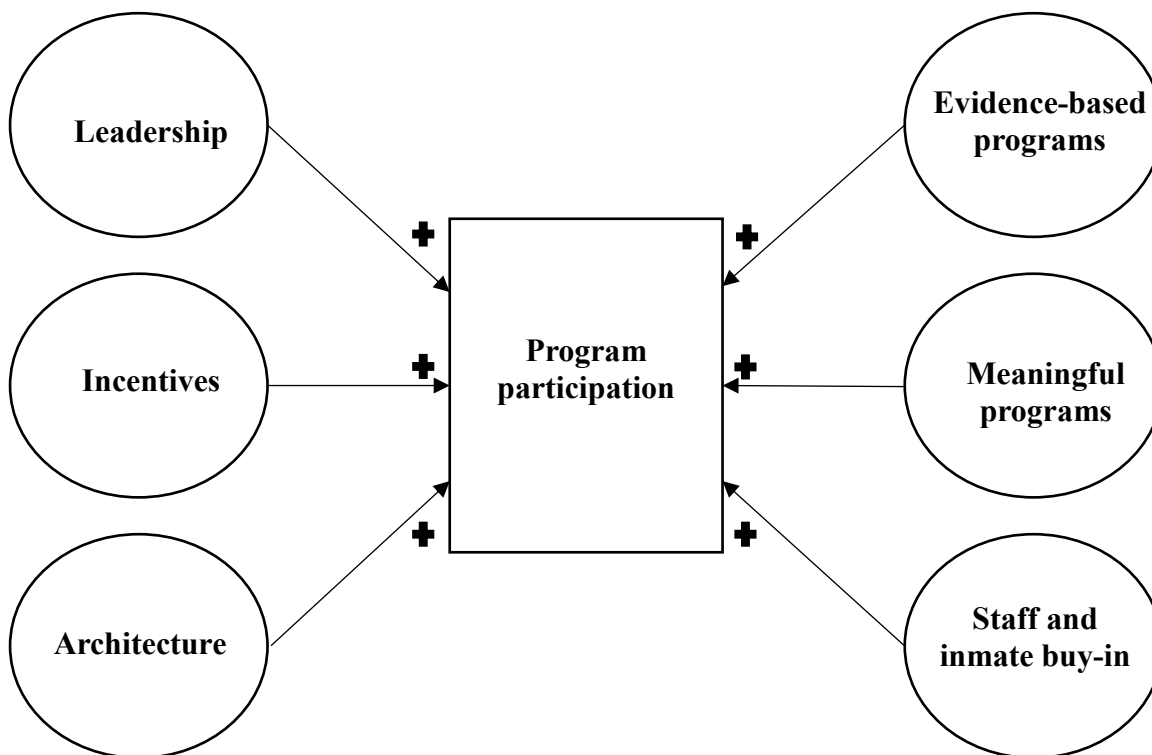 Leadership
Incentives
Architecture
Program
participation
Evidence-based
programs
Meaningful
programs
Staff and
inmate buy-in